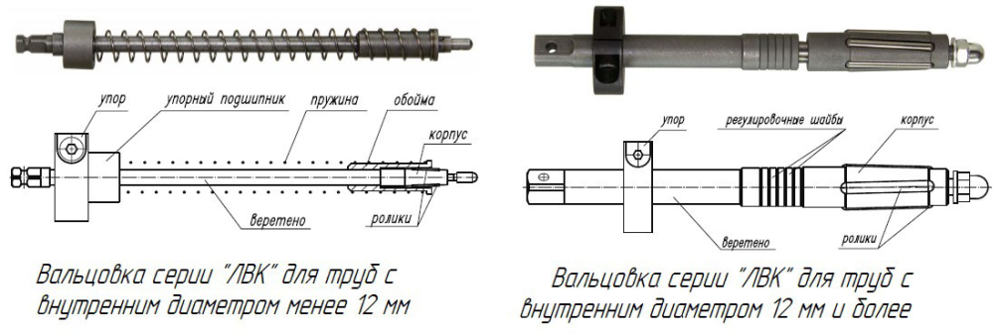 упор
упорный подшипник
пружина
обойма
корпус
веретено
ролики
Вальцовка серии "ЛВК" для труб с
внутренним диаметром менее 12 мм
упор
регулировочные шайбы
корпус
веретено
ролики
Вальцовка серии "ЛВК" для труб с
внутренним диаметром 12 мм и более